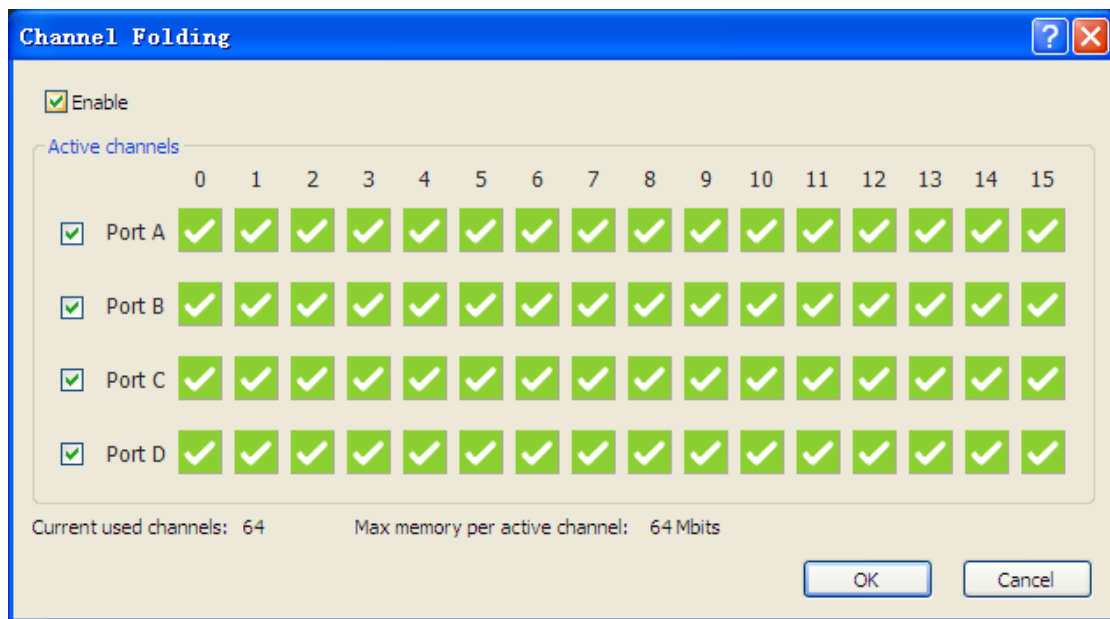 Channel Folding
Enable
Active channels
0 1 2 3 4 5 6 7 8 9 10 11 12 13 14 15
Port A
Port B
Port C
Port D
Current used channels: 64 Max memory per active channel: 64 Mbits
OK Cancel